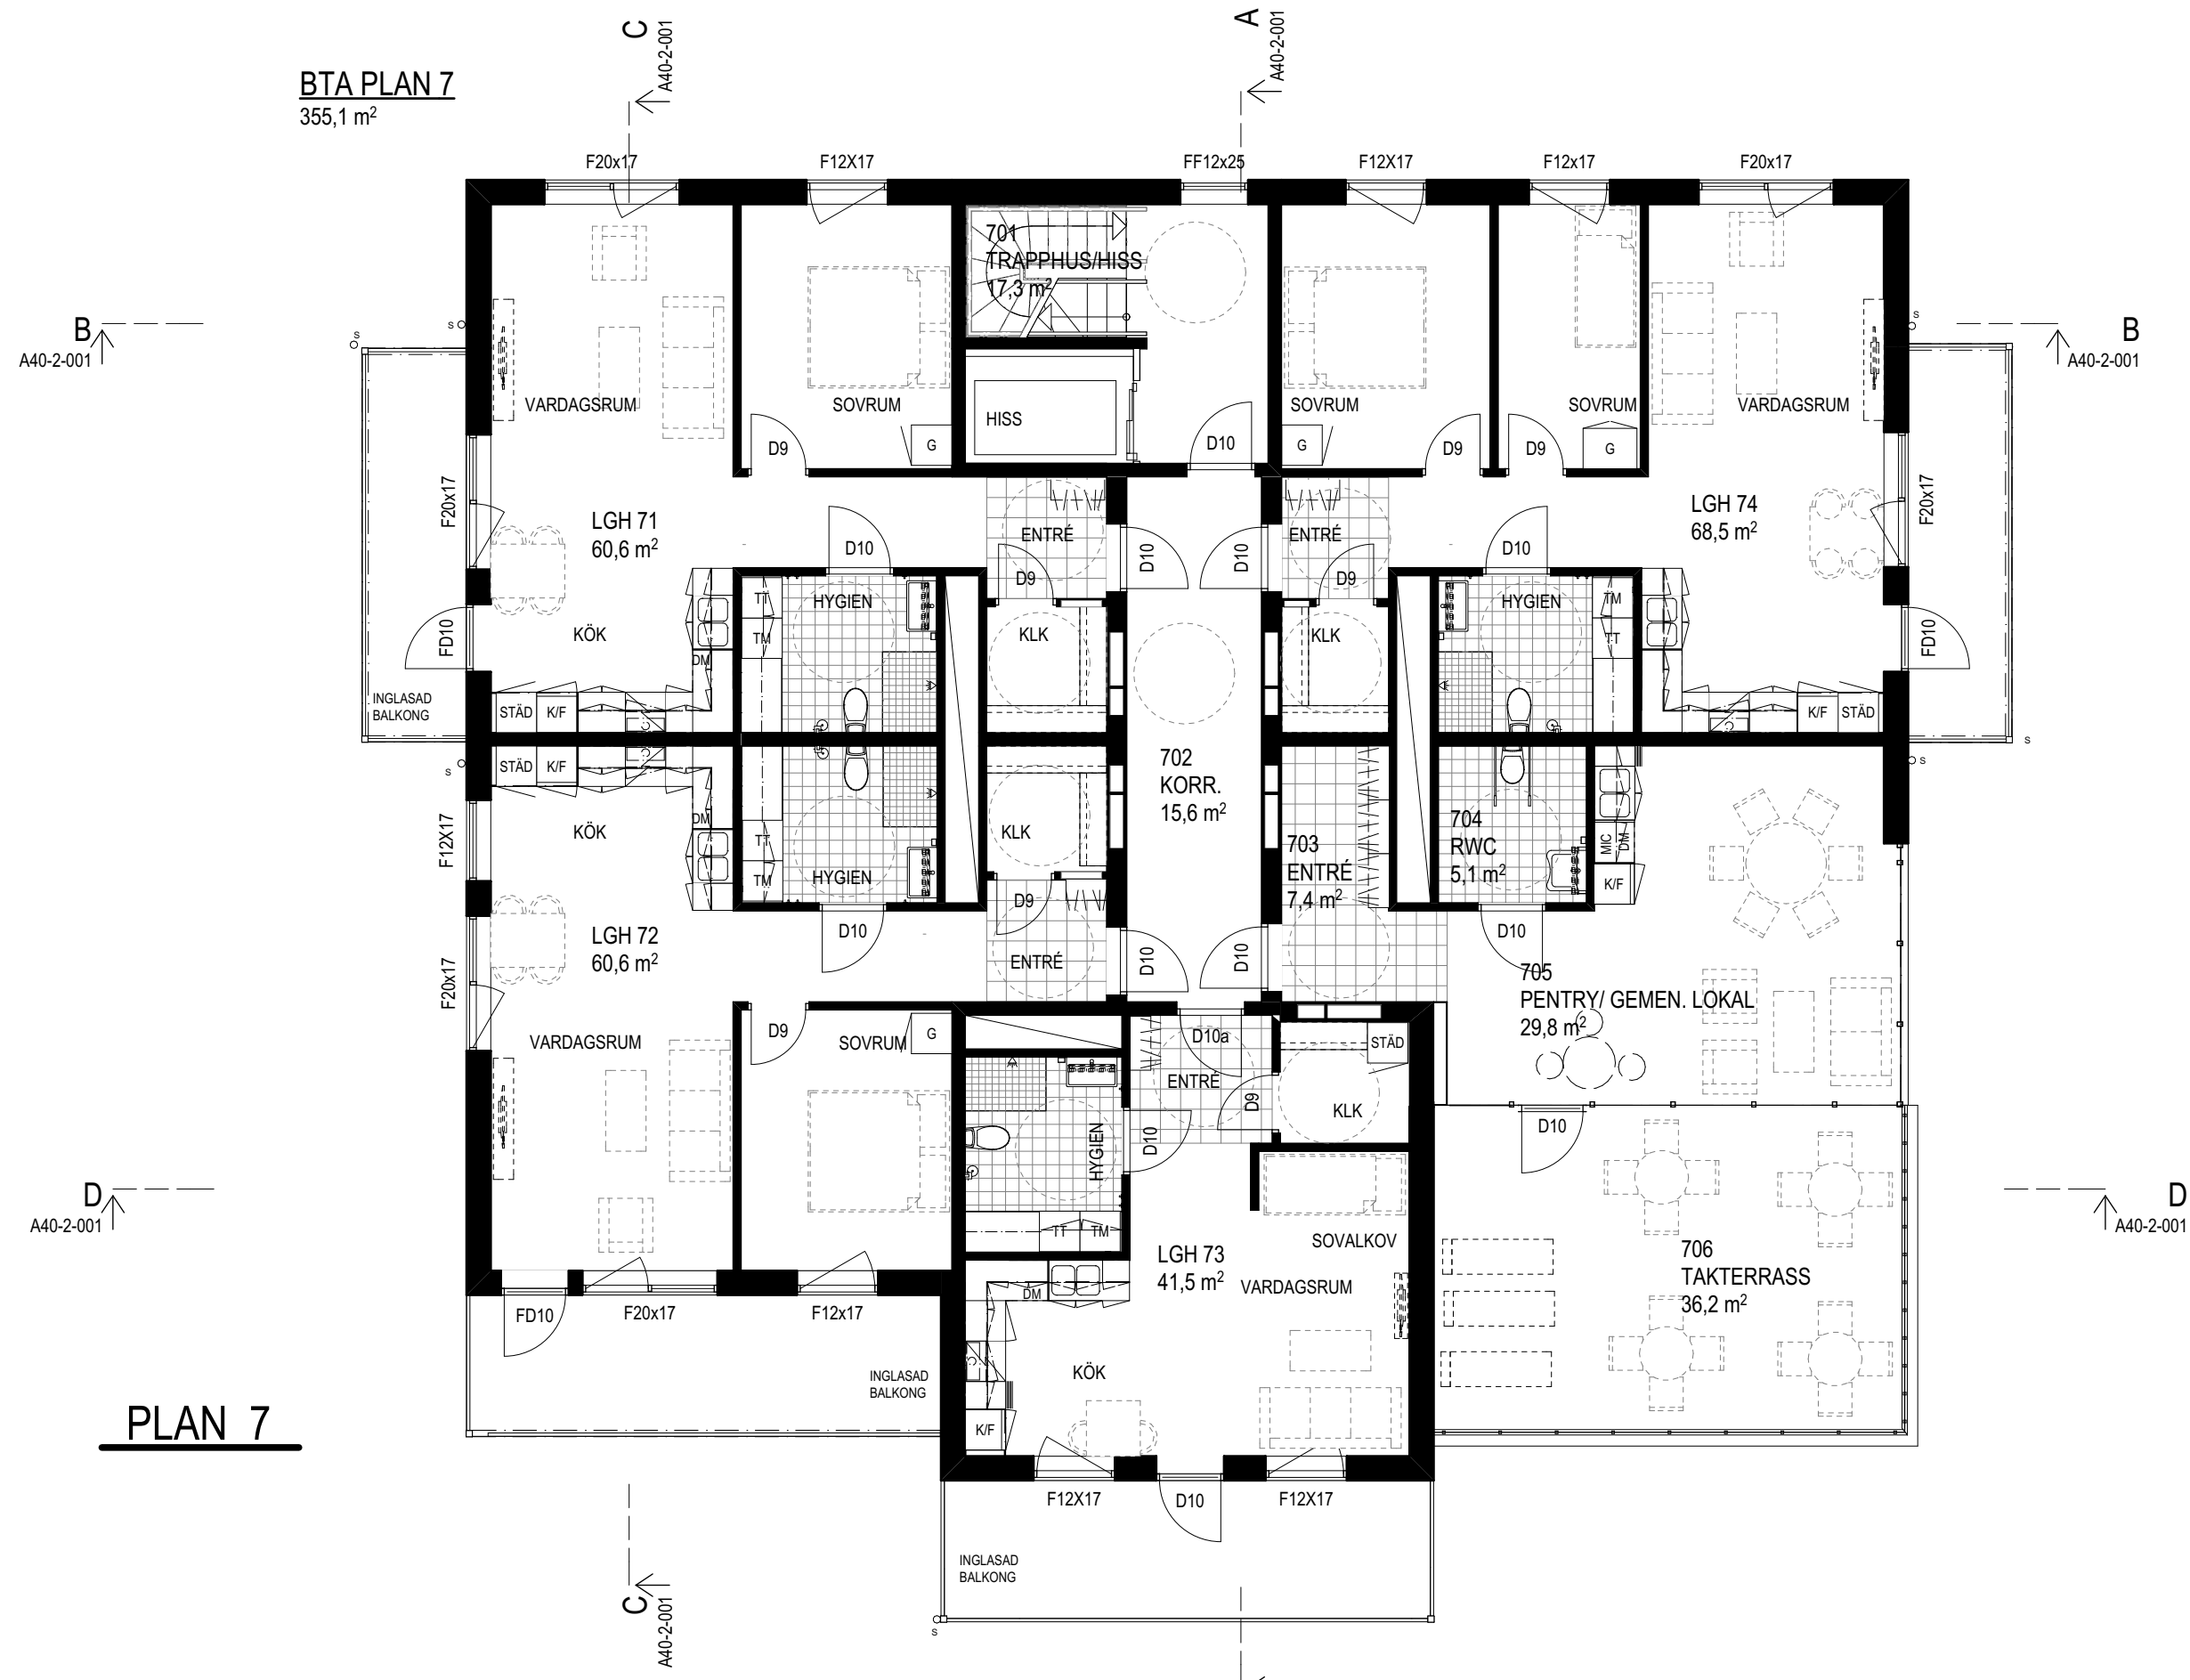 C
A40-2-001
A
A40-2-001
BTA PLAN 7
355,1 m²
F20x17
F12X17
FF12x25
F12X17
F12x17
F20x17
701
TRAPPHUS/HISS
17,3 m²
B
A40-2-001
S
S
S
B
A40-2-001
VARDAGSRUM
SOVRUM
HISS
SOVRUM
SOVRUM
VARDAGSRUM
G
D9
D10
G
D9
D9
G
F20x17
LGH 71
60,6 m²
D10
ENTRÉ
D9
D10
D10
ENTRÉ
D9
D10
LGH 74
68,5 m²
F20x17
FD10
KÖK
DM
TT
TM
HYGIEN
KLK
KLK
HYGIEN
TM
TT
FD10
INGLASAD
BALKONG
STÄD
K/F
K/F
STÄD
S
S
S
STÄD
K/F
F12X17
KÖK
DM
TT
TM
HYGIEN
KLK
702
KORR.
15,6 m²
703
ENTRÉ
7,4 m²
704
RWC
5,1 m²
MIC
DM
K/F
D9
F20x17
LGH 72
60,6 m²
D10
ENTRÉ
D10
D10
D10
705
PENTRY/ GEMEN. LOKAL
29,8 m²
VARDAGSRUM
D9
SOVRUM
G
D10a
ENTRÉ
D9
STÄD
KLK
HYGIEN
D10
D10
D
A40-2-001
D
A40-2-001
TT
TM
LGH 73
41,5 m²
SOVALKOV
VARDAGSRUM
706
TAKTERRASS
36,2 m²
DM
FD10
F20x17
F12x17
INGLASAD
BALKONG
KÖK
K/F
PLAN 7
F12X17
D10
F12X17
INGLASAD
BALKONG
S
C
A40-2-001